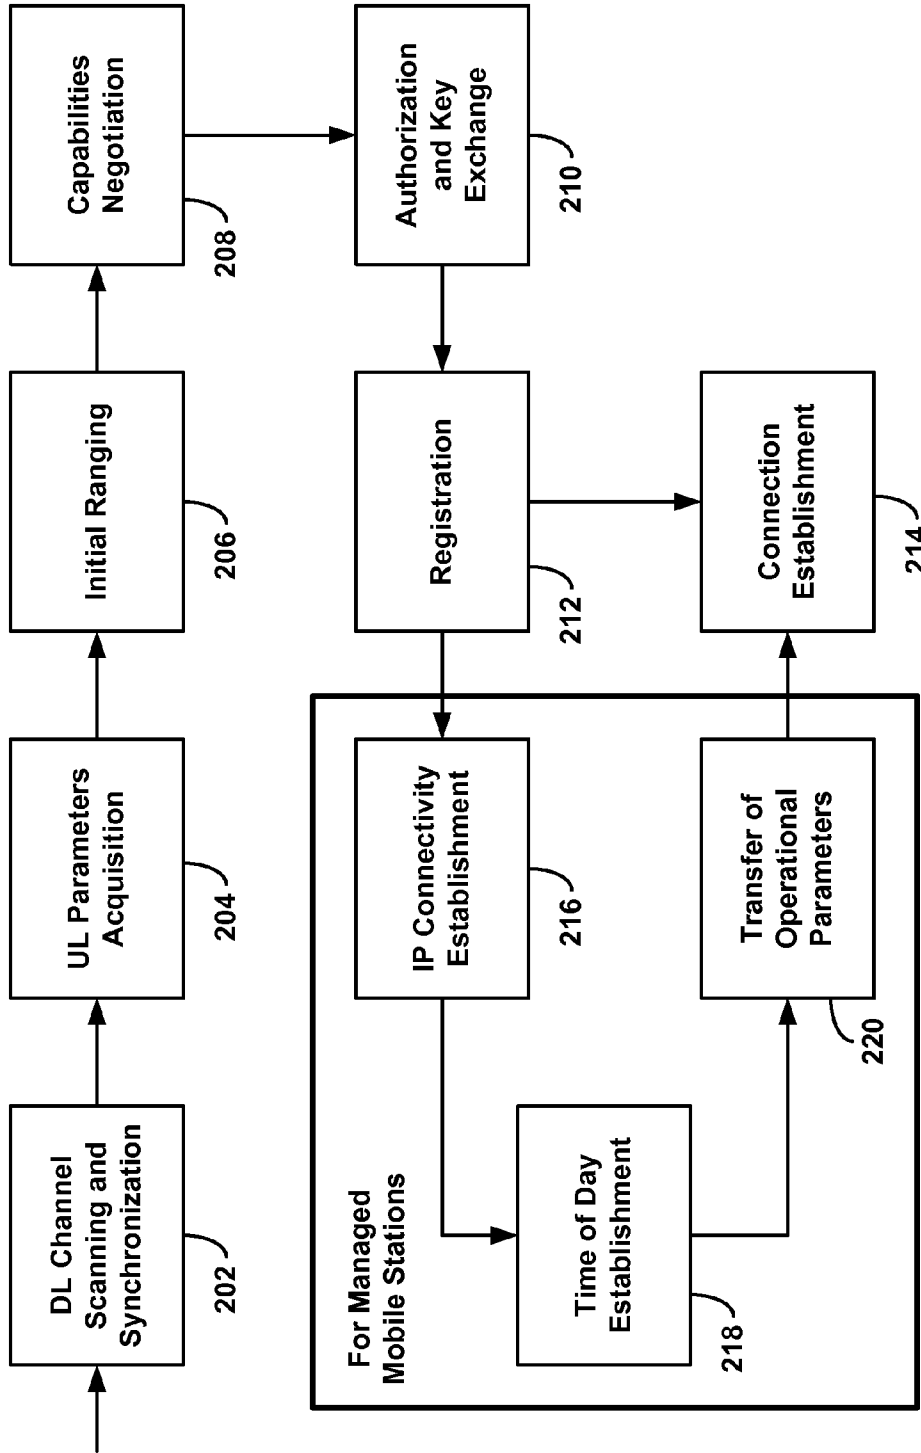 DL Channel
Scanning and
Synchronization
202
UL Parameters
Acquisition
204
Initial Ranging
206
Capabilities
Negotiation
208
Authorization
and Key
Exchange
210
Registration
212
For Managed
Mobile Stations
IP Connectivity
Establishment
216
Time of Day
Establishment
218
Transfer of
Operational
Parameters
220
Connection
Establishment
214